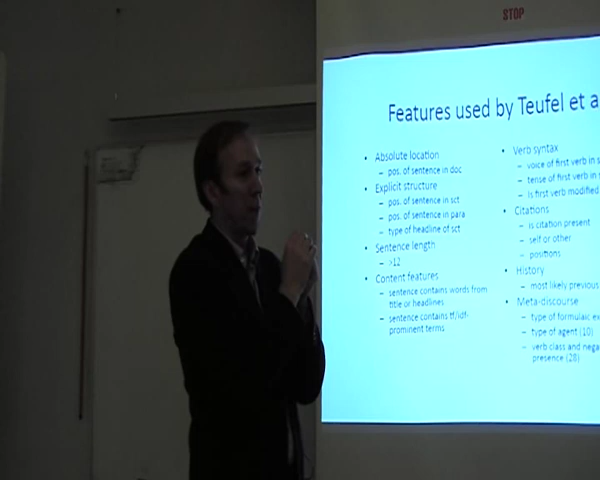 STOP
Features used by Teufel et a
• Absolute location
– pos. of sentence in doc
• Explicit structure
– pos. of sentence in sct
– pos. of sentence in para
– type of headline of sct
• Sentence length
– >12
• Content features
– sentence contains words from
title or headlines
– sentence contains tf/idf-
prominent terms
• Verb syntax
– voice of first verb in s
– tense of first verb in s
– Is first verb modified
• Citations
– is citation present
– self or other
– positions
• History
– most likely previous
• Meta-discourse
– type of formulaic ex
– type of agent (10)
– verb class and nega
presence (28)